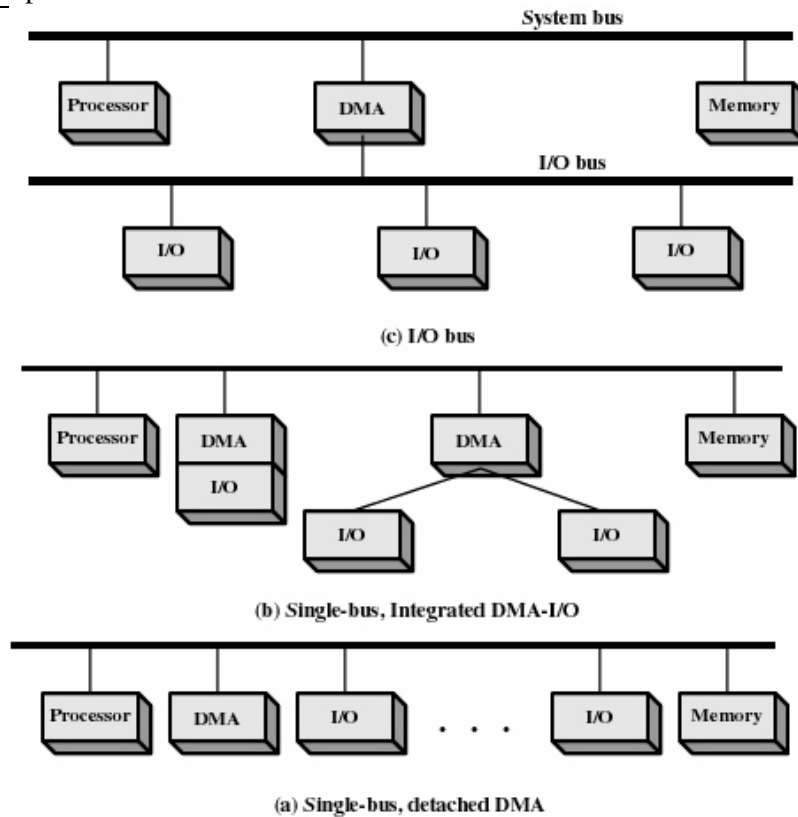 System bus
Processor
DMA
Memory
I/O bus
I/O
I/O
I/O
(c) I/O bus
Processor
DMA
DMA
Memory
I/O
I/O
I/O
(b) Single-bus, Integrated DMA-I/O
Processor
DMA
I/O
. . .
I/O
Memory
(a) Single-bus, detached DMA